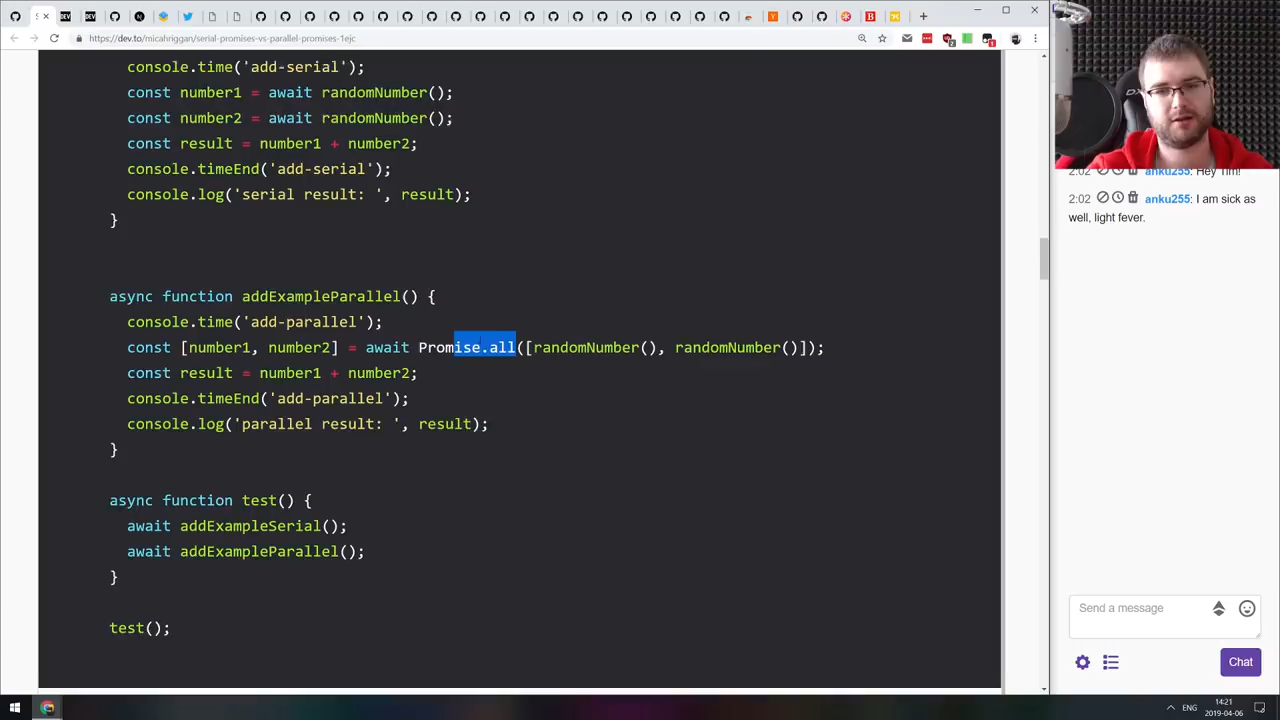 https://dev.to/micahriggan/serial-promises-vs-parallel-promises-1ejc
console.time('add-serial');
const number1 = await randomNumber();
const number2 = await randomNumber();
const result = number1 + number2;
console.timeEnd('add-serial');
console.log('serial result: ', result);
}
async function addExampleParallel() {
console.time('add-parallel');
const [number1, number2] = await Promise.all([randomNumber(), randomNumber()]);
const result = number1 + number2;
console.timeEnd('add-parallel');
console.log('parallel result: ', result);
}
async function test() {
await addExampleSerial();
await addExampleParallel();
}
test();
2:02 anku255: Hey Tim!
2:02 anku255: I am sick as
well, light fever.
Send a message
Chat
ENG
14:21
2019-04-06